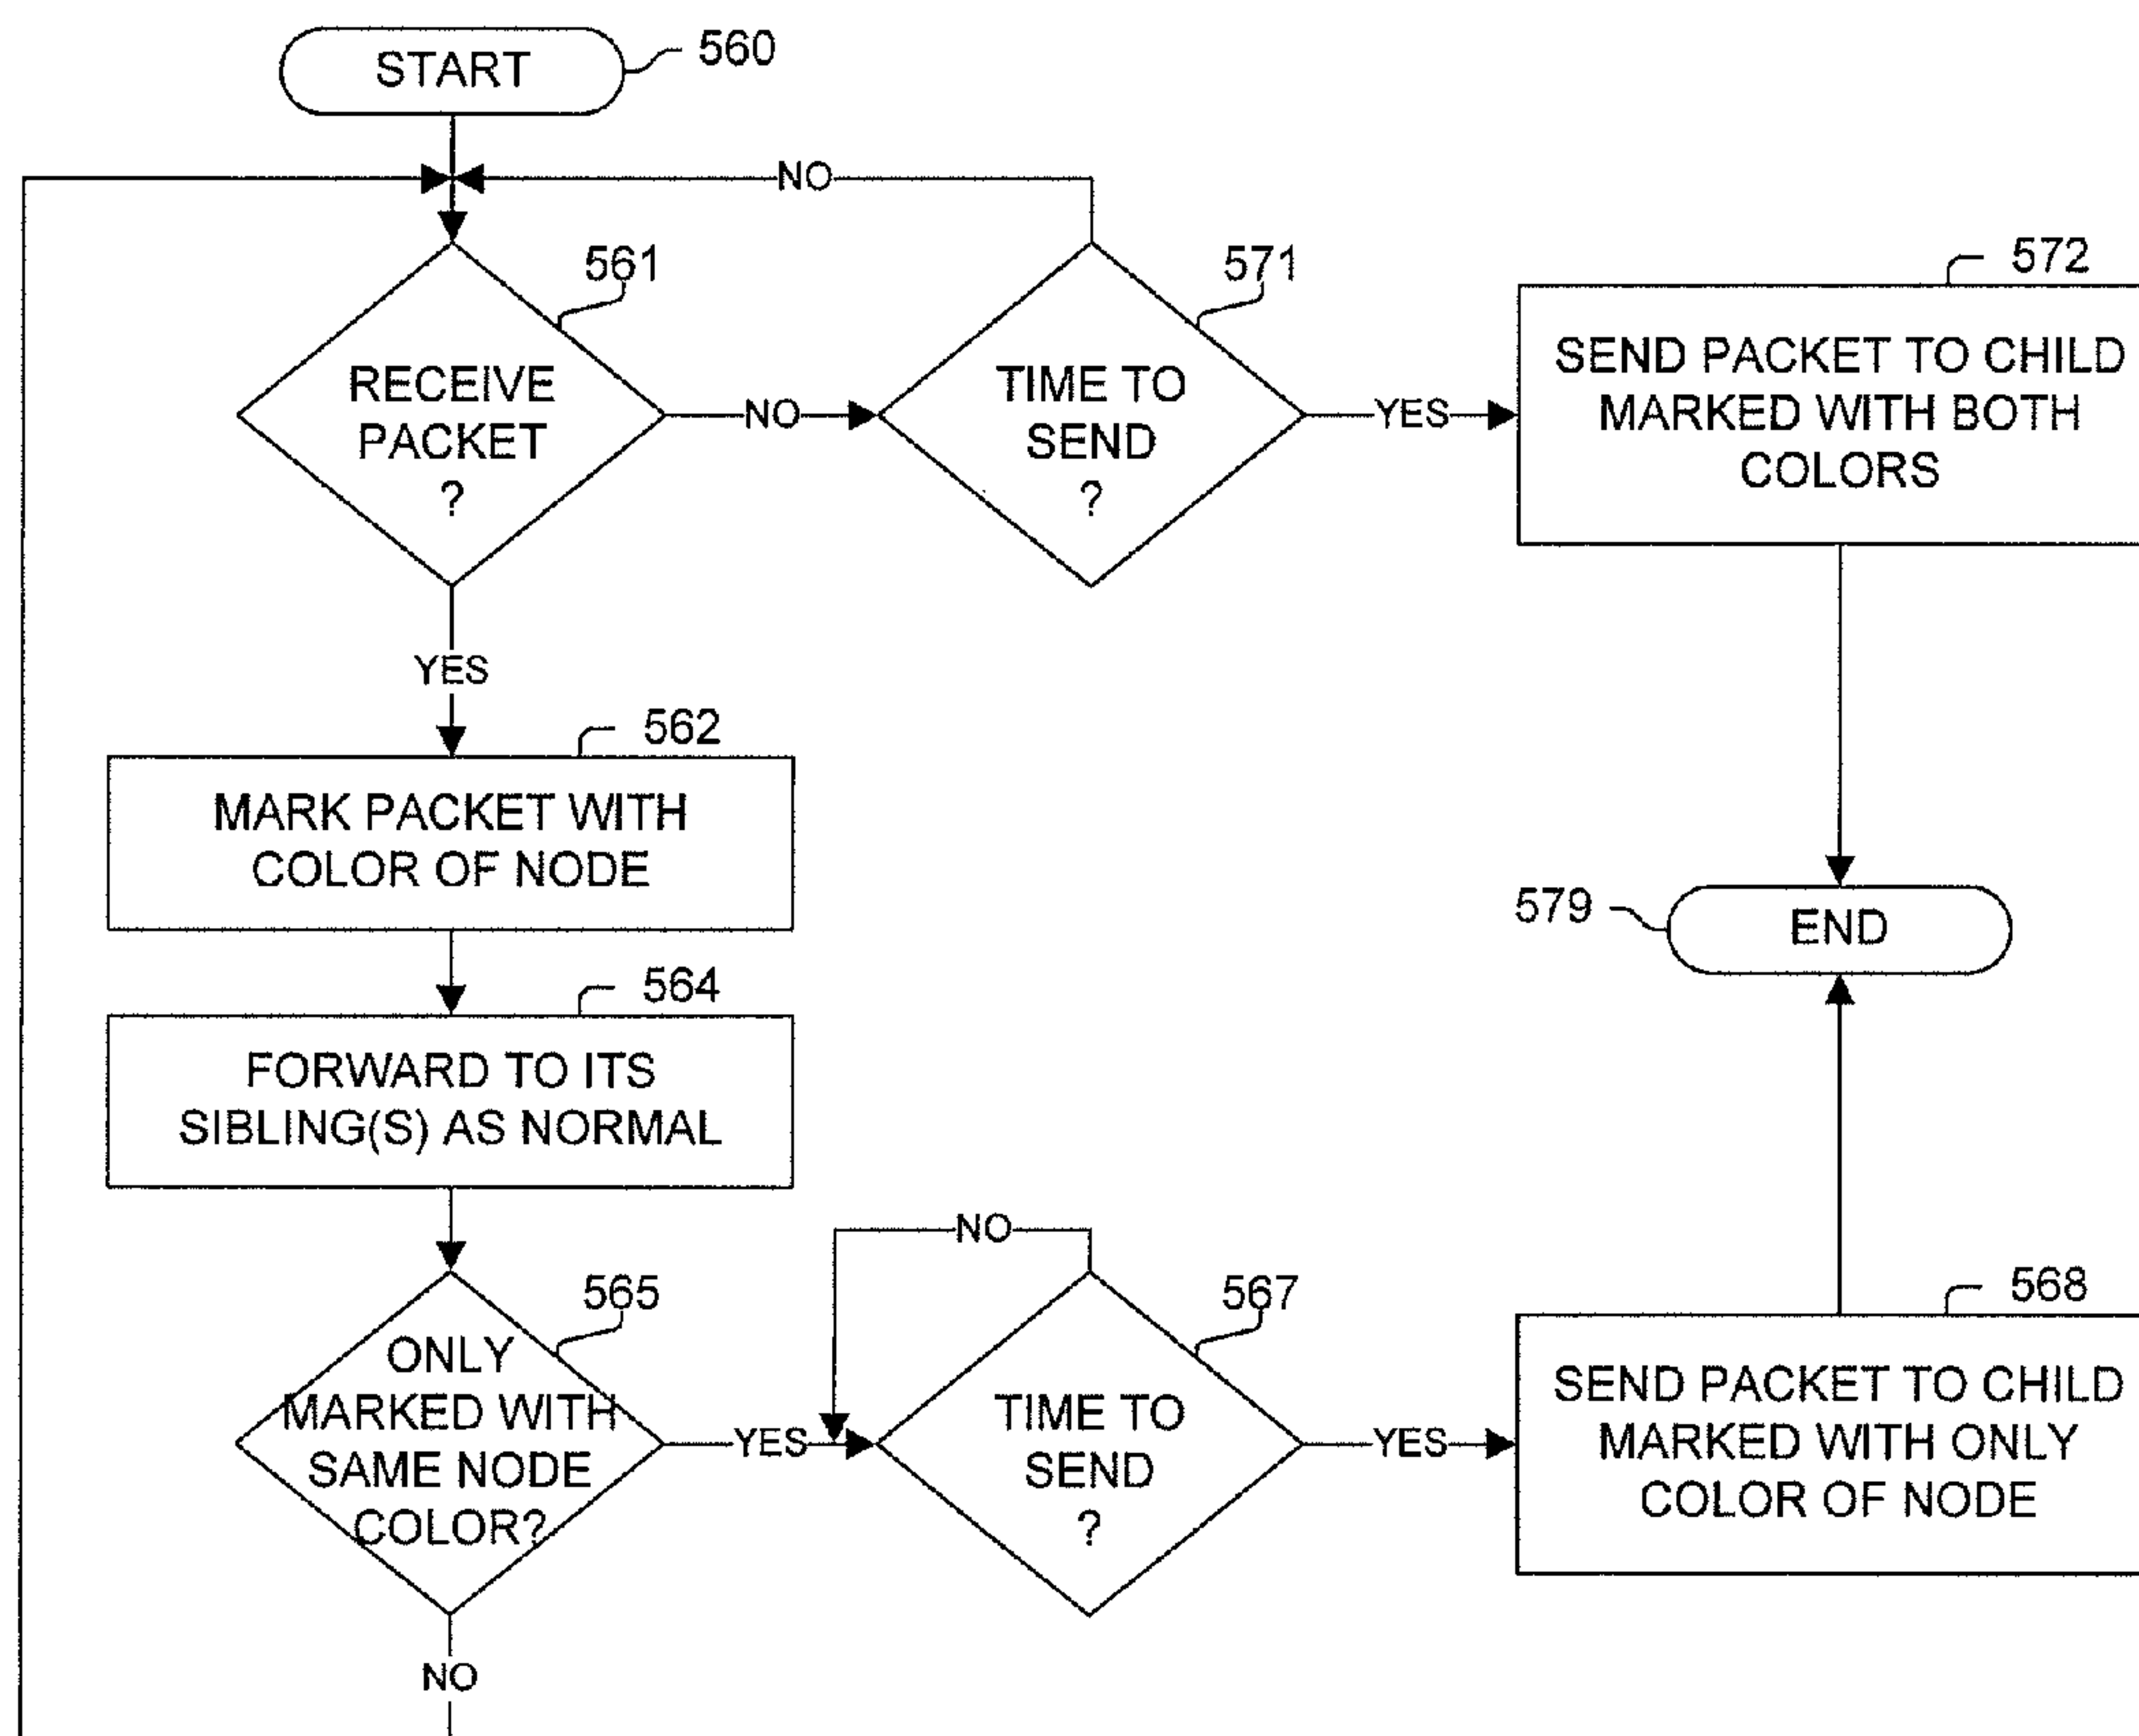 START
560
NO
561
RECEIVE
PACKET
?
NO
571
TIME TO
SEND
?
YES
572
SEND PACKET TO CHILD
MARKED WITH BOTH
COLORS
YES
562
MARK PACKET WITH
COLOR OF NODE
579
END
564
FORWARD TO ITS
SIBLING(S) AS NORMAL
565
ONLY
MARKED WITH
SAME NODE
COLOR?
YES
NO
567
TIME TO
SEND
?
YES
568
SEND PACKET TO CHILD
MARKED WITH ONLY
COLOR OF NODE
NO